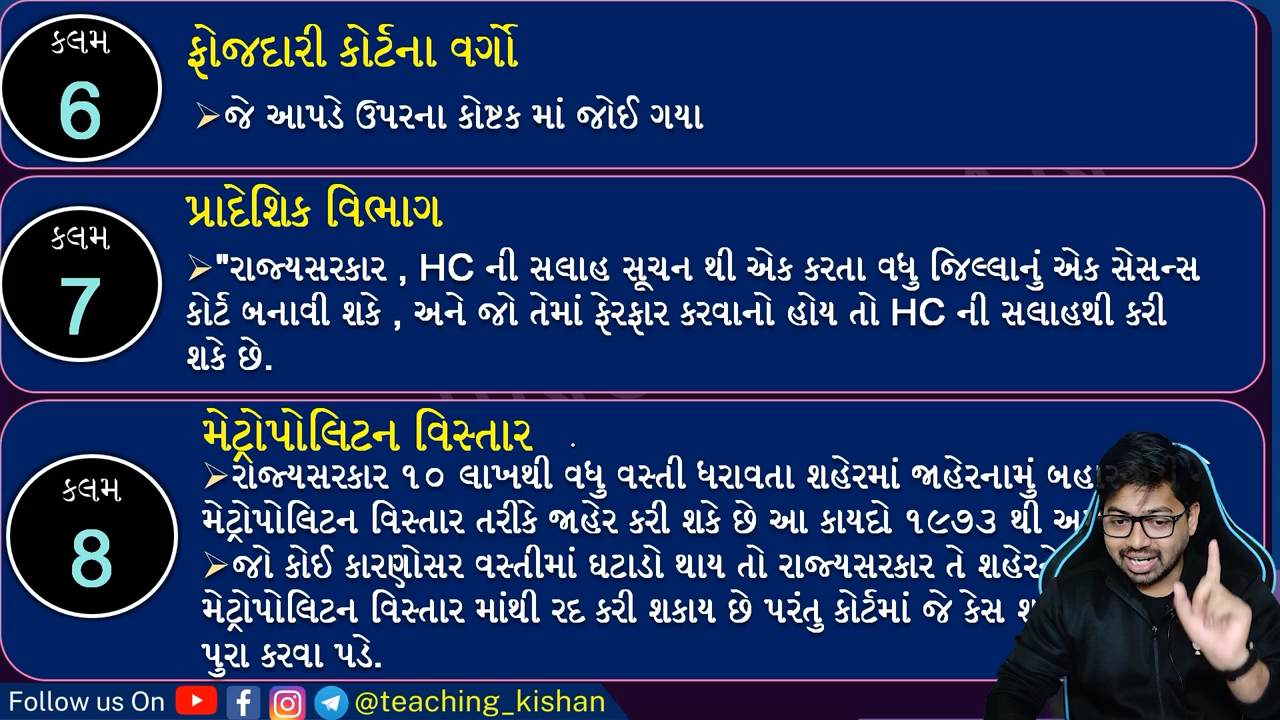 કલમ
6
ફોજદારી કોર્ટના વર્ગો
➢જે આપડે ઉપરના કોષ્ટક માં જોઈ ગયા
કલમ
7
પ્રાદેશિક વિભાગ
➢"રાજ્યસરકાર , HC ની સલાહ સૂચન થી એક કરતા વધુ જિલ્લાનું એક સેસન્સ
કોર્ટ બનાવી શકે , અને જો તેમાં ફેરફાર કરવાનો હોય તો HC ની સલાહથી કરી
શકે છે.
કલમ
8
મેટ્રોપોલિટન વિસ્તાર
➢રાજ્યસરકાર ૧૦ લાખથી વધુ વસ્તી ધરાવતા શહેરમાં જાહેરનામું
મેટ્રોપોલિટન વિસ્તાર તરીકે જાહેર કરી શકે છે આ કાયદો ૧૯૭૩ થી
➢જો કોઈ કારણોસર વસ્તીમાં ઘટાડો થાય તો રાજ્યસરકાર તે
મેટ્રોપોલિટન વિસ્તાર માંથી રદ કરી શકાય છે પરંતુ કોર્ટમાં જે કેસ
પુરા કરવા પડે.
Follow us On @teaching_kishan